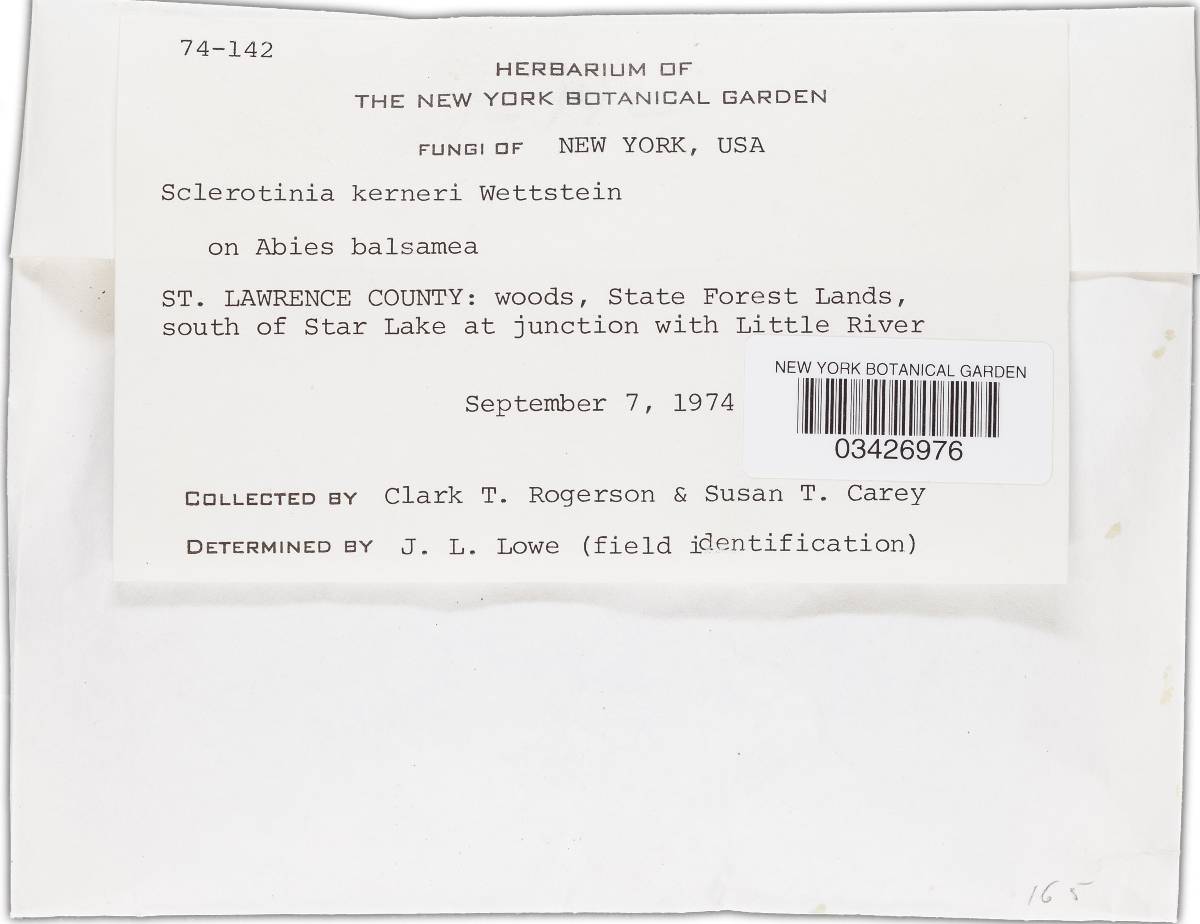 74-142
HERBARIUM OF
THE NEW YORK BOTANICAL GARDEN
FUNGI OF NEW YORK, USA
Sclerotinia kerneri Wettstein
on Abies balsamea
ST. LAWRENCE COUNTY: woods, State Forest Lands,
south of Star Lake at junction with Little River
September 7, 1974
NEW YORK BOTANICAL GARDEN
03426976
COLLECTED BY Clark T. Rogerson & Susan T. Carey
DETERMINED BY J. L. Lowe (field identification)
165